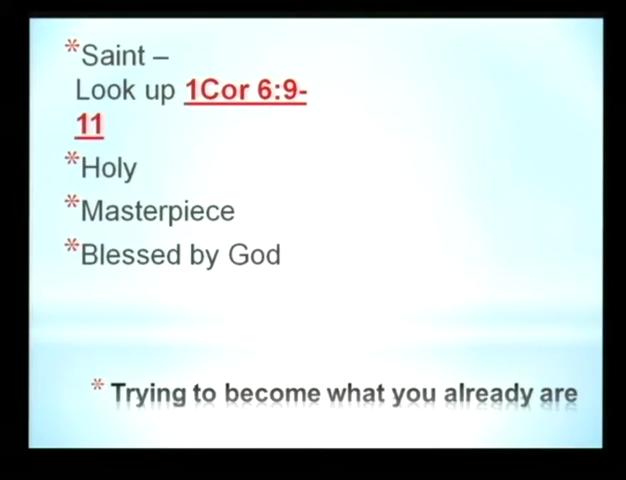 *Saint –
Look up 1Cor 6:9-
11
*Holy
*Masterpiece
*Blessed by God
* Trying to become what you already are